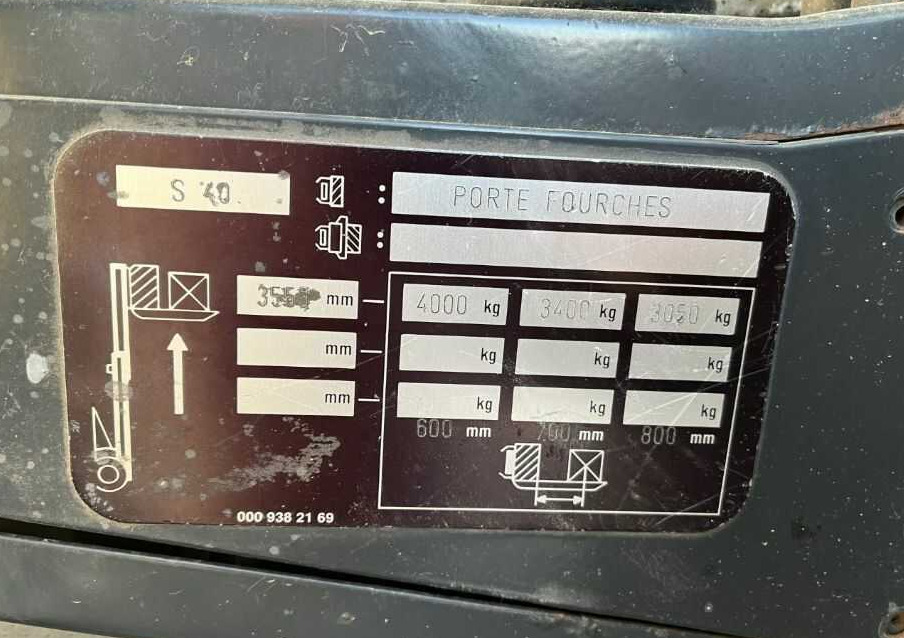 S 40 : PORTE FOURCHES
:
mm 4000 kg 3400 kg 3050 kg
mm kg kg kg
mm kg kg kg
600 mm 700 mm 800 mm
000 938 21 69